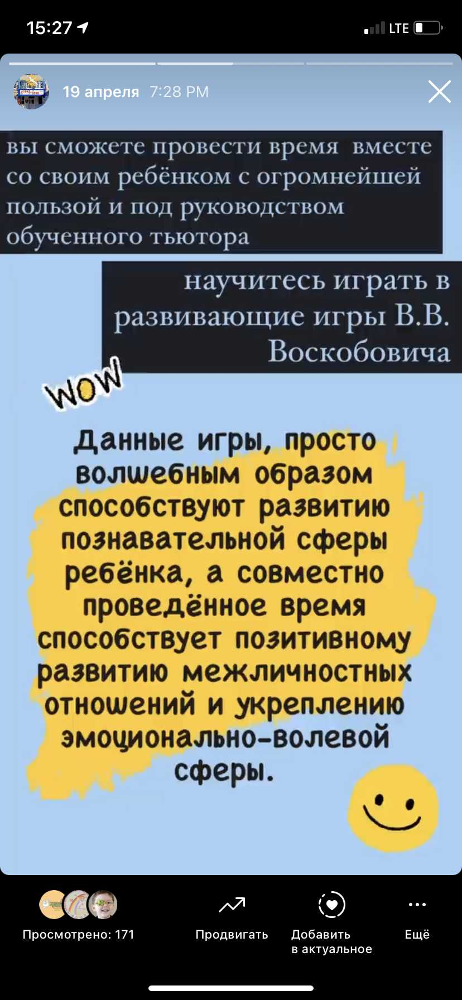 15:27
LTE
19 апреля 7:28 PM
вы сможете провести время вместе
со своим ребёнком с огромнейшей
пользой и под руководством
обученного тьютора
научитесь играть в
развивающие игры В.В.
Воскобовича
WOW
Данные игры, просто
волшебным образом
способствуют развитию
познавательной сферы
ребёнка, а совместно
проведённое время
способствует позитивному
развитию межличностных
отношений и укреплению
эмоционально-волевой
сферы.
Просмотрено: 171
Продвигать
Добавить
в актуальное
Ещё